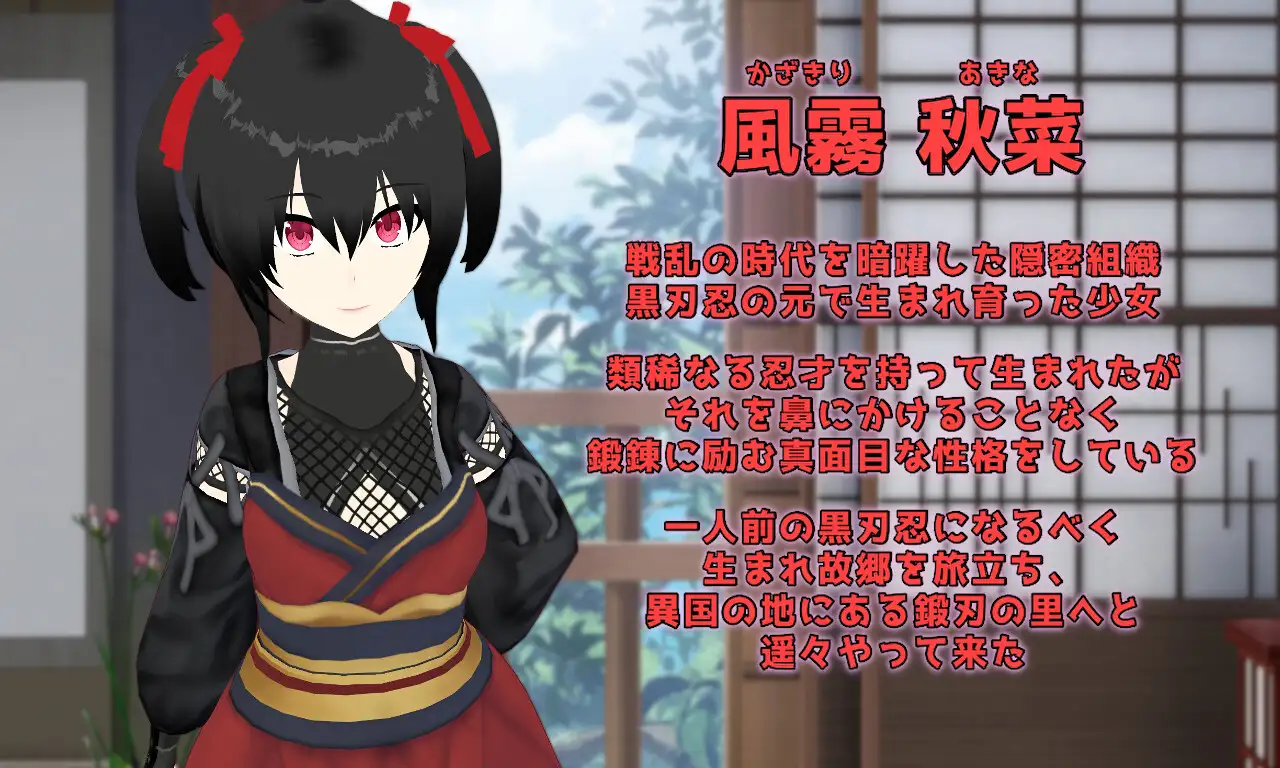 かざきり あきな
風霧 秋菜
戦乱の時代を暗躍した隠密組織
黒刃忍の元で生まれ育った少女
類稀なる忍才を持って生まれたが
それを鼻にかけることなく
鍛錬に励む真面目な性格をしている
一人前の黒刃忍になるべく
生まれ故郷を旅立ち、
異国の地にある鍛刃の里へと
遥々やって来た